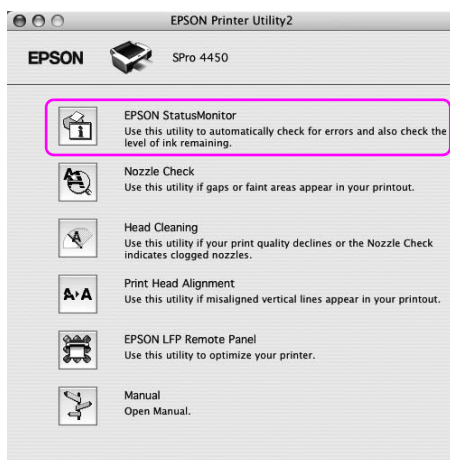 EPSON Printer Utility2
EPSON
SPro 4450
EPSON StatusMonitor
Use this utility to automatically check for errors and also check the
level of ink remaining.
Nozzle Check
Use this utility if gaps or faint areas appear in your printout.
Head Cleaning
Use this utility if your print quality declines or the Nozzle Check
indicates clogged nozzles.
A▸A
Print Head Alignment
Use this utility if misaligned vertical lines appear in your printout.
EPSON LFP Remote Panel
Use this utility to optimize your printer.
Manual
Open Manual.